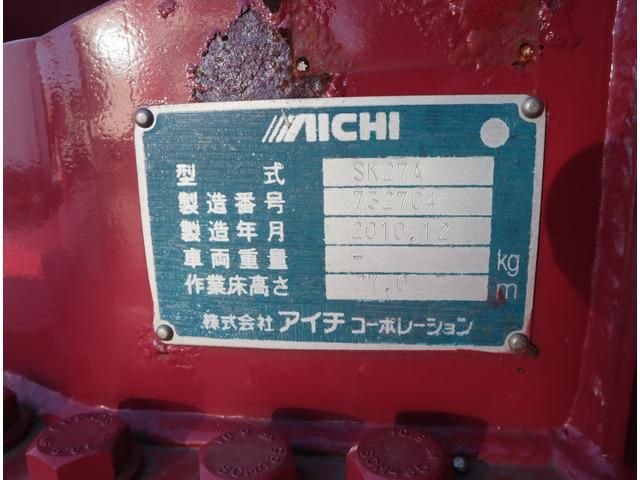 AICHI
型式 SK27A
製造番号 732704
製造年月 2010.12
車両重量 - kg
作業床高さ 27.0 m
株式会社 アイチ コーポレーション